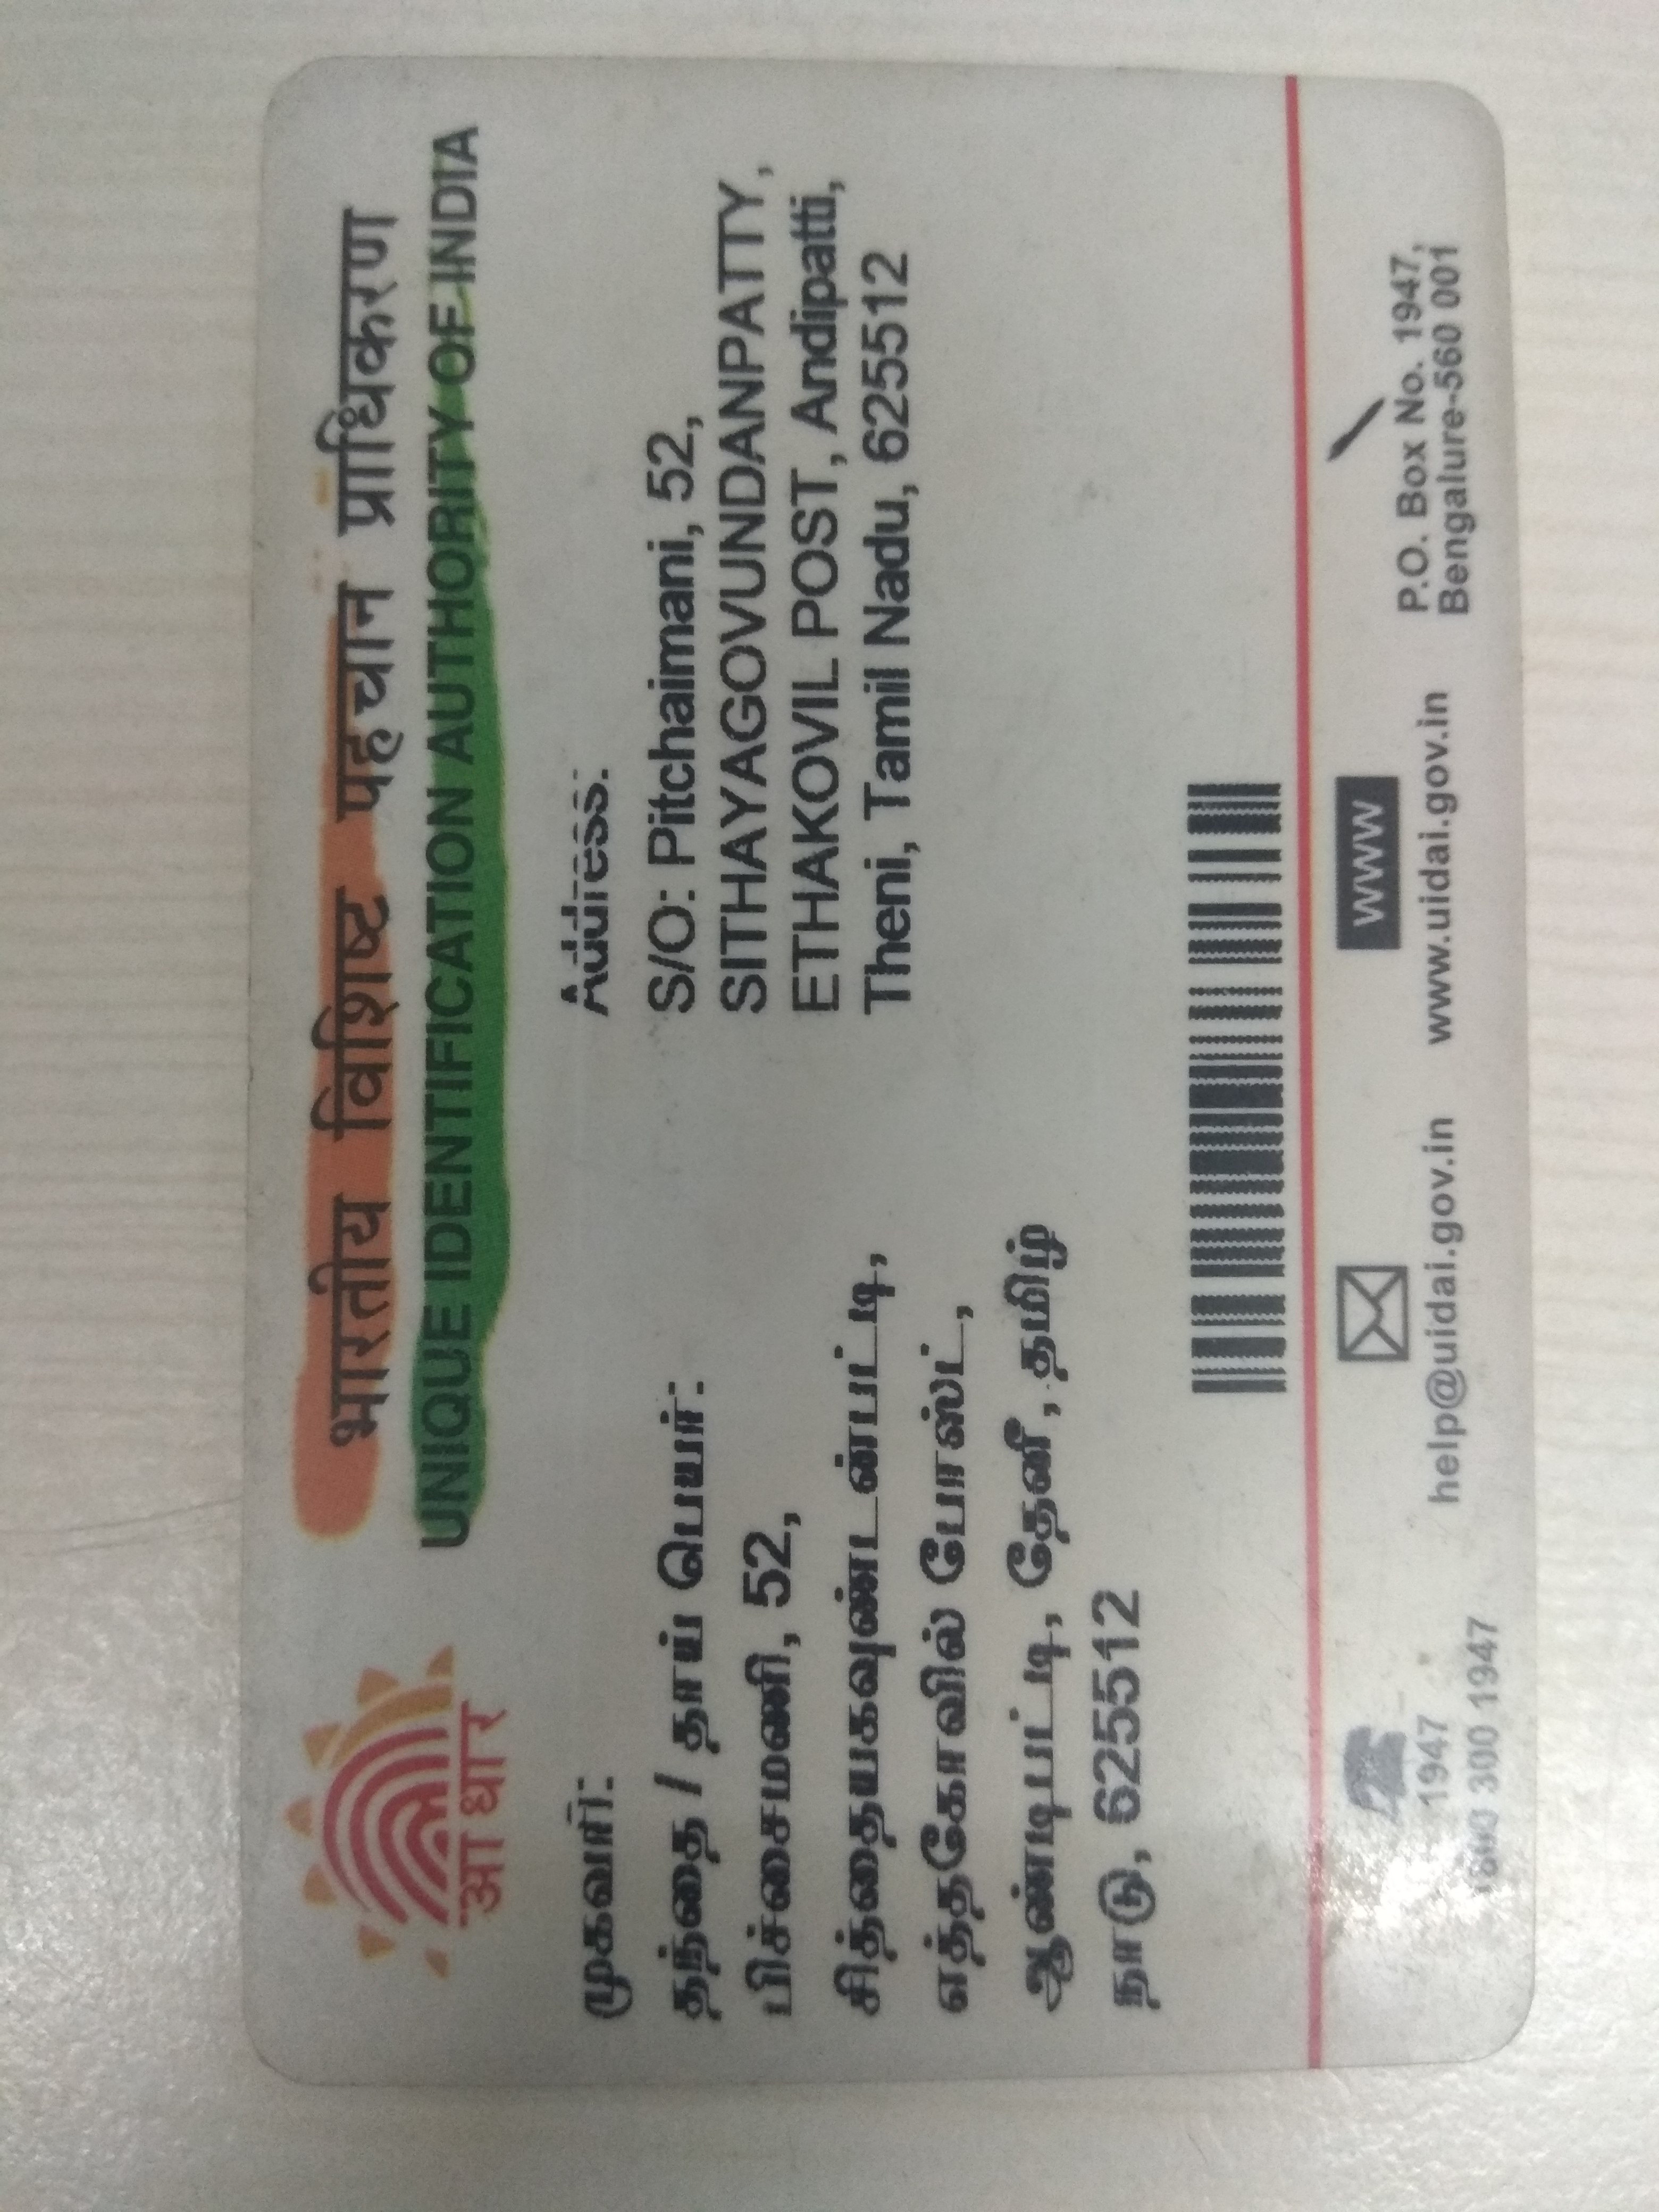 भारतीय विशिष्ट पहचान प्राधिकरण
UNIQUE IDENTIFICATION AUTHORITY OF INDIA
आधार
முகவரி:
தந்தை / தாய் பெயர்:
பிச்சைமணி, 52,
சித்தையகவுண்டன்பட்டி,
எத்தகோவில் போஸ்ட்,
ஆண்டிபட்டி, தேனீ, தமிழ்
நாடு, 625512
Address:
S/O: Pitchaimani, 52,
SITHAYAGOVUNDANPATTY,
ETHAKOVIL POST, Andipatti,
Theni, Tamil Nadu, 625512
1947
300 1947
help@uidai.gov.in
WWW
www.uidai.gov.in
P.O. Box No. 1947,
Bengalure-560 001